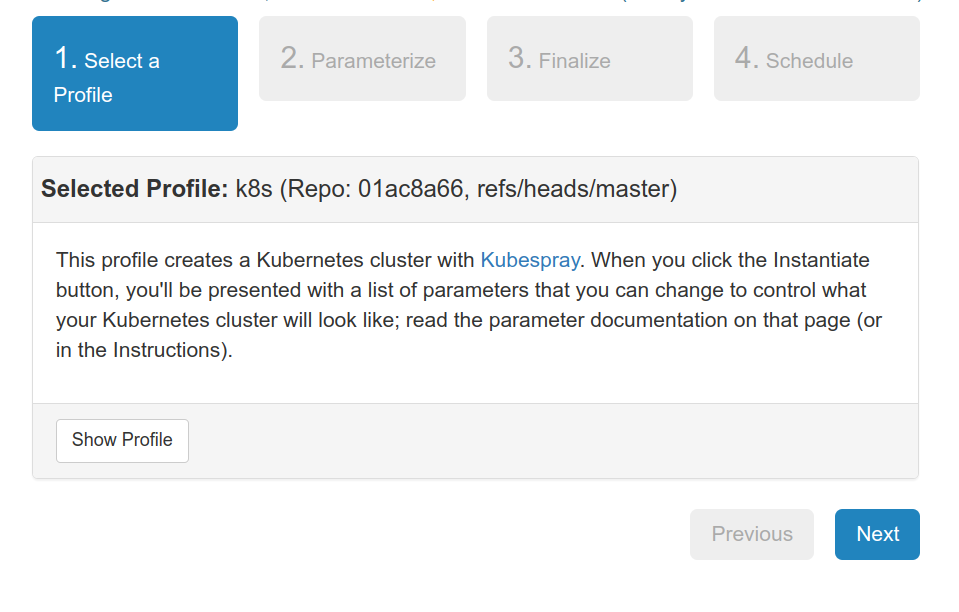 1. Select a
Profile
2. Parameterize
3. Finalize
4. Schedule
Selected Profile: k8s (Repo: 01ac8a66, refs/heads/master)
This profile creates a Kubernetes cluster with Kubespray. When you click the Instantiate
button, you'll be presented with a list of parameters that you can change to control what
your Kubernetes cluster will look like; read the parameter documentation on that page (or
in the Instructions).
Show Profile
Previous
Next